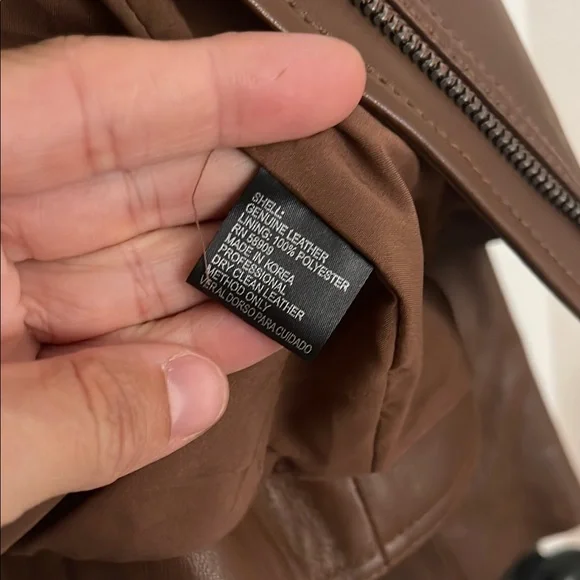 SHELL:
GENUINE LEATHER
LINING: 100% POLYESTER
RN 58909
MADE IN KOREA
PROFESSIONAL
DRY CLEAN LEATHER
METHOD ONLY
VER AL DORSO PARA CUIDADO